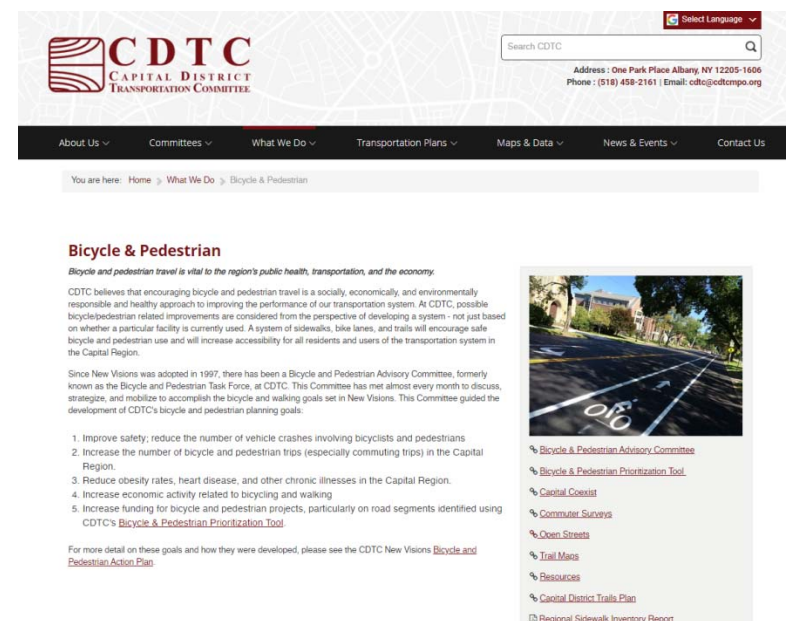 Select Language
CDTC
CAPITAL DISTRICT
TRANSPORTATION COMMITTEE
Search CDTC
Address : One Park Place Albany, NY 12205-1606
Phone : (518) 458-2161 | Email: cdtc@cdtcmpo.org
About Us
Committees
What We Do
Transportation Plans
Maps & Data
News & Events
Contact Us
You are here: Home What We Do Bicycle & Pedestrian
Bicycle & Pedestrian
Bicycle and pedestrian travel is vital to the region's public health, transportation, and the economy.
CDTC believes that encouraging bicycle and pedestrian travel is a socially, economically, and environmentally
responsible and healthy approach to improving the performance of our transportation system. At CDTC, possible
bicycle/pedestrian related improvements are considered from the perspective of developing a system - not just based
on whether a particular facility is currently used. A system of sidewalks, bike lanes, and trails will encourage safe
bicycle and pedestrian use and will increase accessibility for all residents and users of the transportation system in
the Capital Region.
Since New Visions was adopted in 1997, there has been a Bicycle and Pedestrian Advisory Committee, formerly
known as the Bicycle and Pedestrian Task Force, at CDTC. This Committee has met almost every month to discuss,
strategize, and mobilize to accomplish the bicycle and walking goals set in New Visions. This Committee guided the
development of CDTC's bicycle and pedestrian planning goals:
1. Improve safety; reduce the number of vehicle crashes involving bicyclists and pedestrians
2. Increase the number of bicycle and pedestrian trips (especially commuting trips) in the Capital
Region.
3. Reduce obesity rates, heart disease, and other chronic illnesses in the Capital Region.
4. Increase economic activity related to bicycling and walking
5. Increase funding for bicycle and pedestrian projects, particularly on road segments identified using
CDTC's Bicycle & Pedestrian Prioritization Tool.
For more detail on these goals and how they were developed, please see the CDTC New Visions Bicycle and
Pedestrian Action Plan.
Bicycle & Pedestrian Advisory Committee
Bicycle & Pedestrian Prioritization Tool
Capital Coexist
Commuter Surveys
Open Streets
Trail Maps
Resources
Capital District Trails Plan
Regional Sidewalk Inventory Report